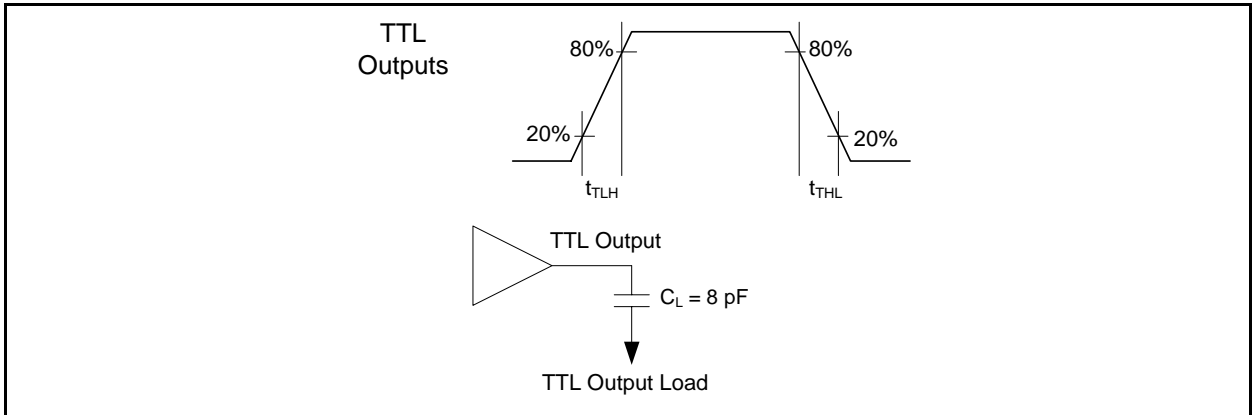 TTL
Outputs
80%
80%
20%
20%
tTLH
tTHL
TTL Output
CL = 8 pF
TTL Output Load